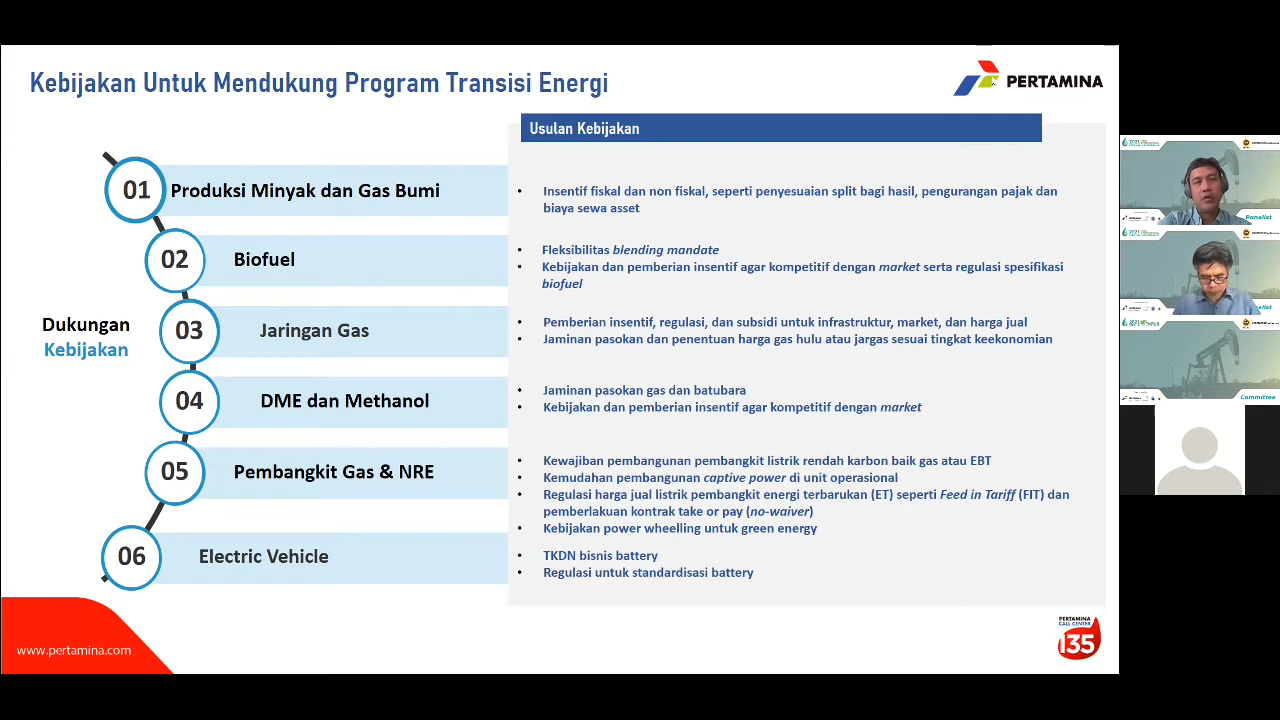 Kebijakan Untuk Mendukung Program Transisi Energi
PERTAMINA
Usulan Kebijakan
Dukungan
Kebijakan
01 Produksi Minyak dan Gas Bumi
• Insentif fiskal dan non fiskal, seperti penyesuaian split bagi hasil, pengurangan pajak dan
biaya sewa asset
02 Biofuel
• Fleksibilitas blending mandate
• Kebijakan dan pemberian insentif agar kompetitif dengan market serta regulasi spesifikasi
biofuel
03 Jaringan Gas
• Pemberian insentif, regulasi, dan subsidi untuk infrastruktur, market, dan harga jual
• Jaminan pasokan dan penentuan harga gas hulu atau jargas sesuai tingkat keekonomian
04 DME dan Methanol
• Jaminan pasokan gas dan batubara
• Kebijakan dan pemberian insentif agar kompetitif dengan market
05 Pembangkit Gas & NRE
• Kewajiban pembangunan pembangkit listrik rendah karbon baik gas atau EBT
• Kemudahan pembangunan captive power di unit operasional
• Regulasi harga jual listrik pembangkit energi terbarukan (ET) seperti Feed in Tariff (FIT) dan
pemberlakuan kontrak take or pay (no-waiver)
• Kebijakan power wheelling untuk green energy
06 Electric Vehicle
• TKDN bisnis battery
• Regulasi untuk standardisasi battery
www.pertamina.com
PERTAMINA
CALL CENTER
135
Panelist
Panelist
Committee